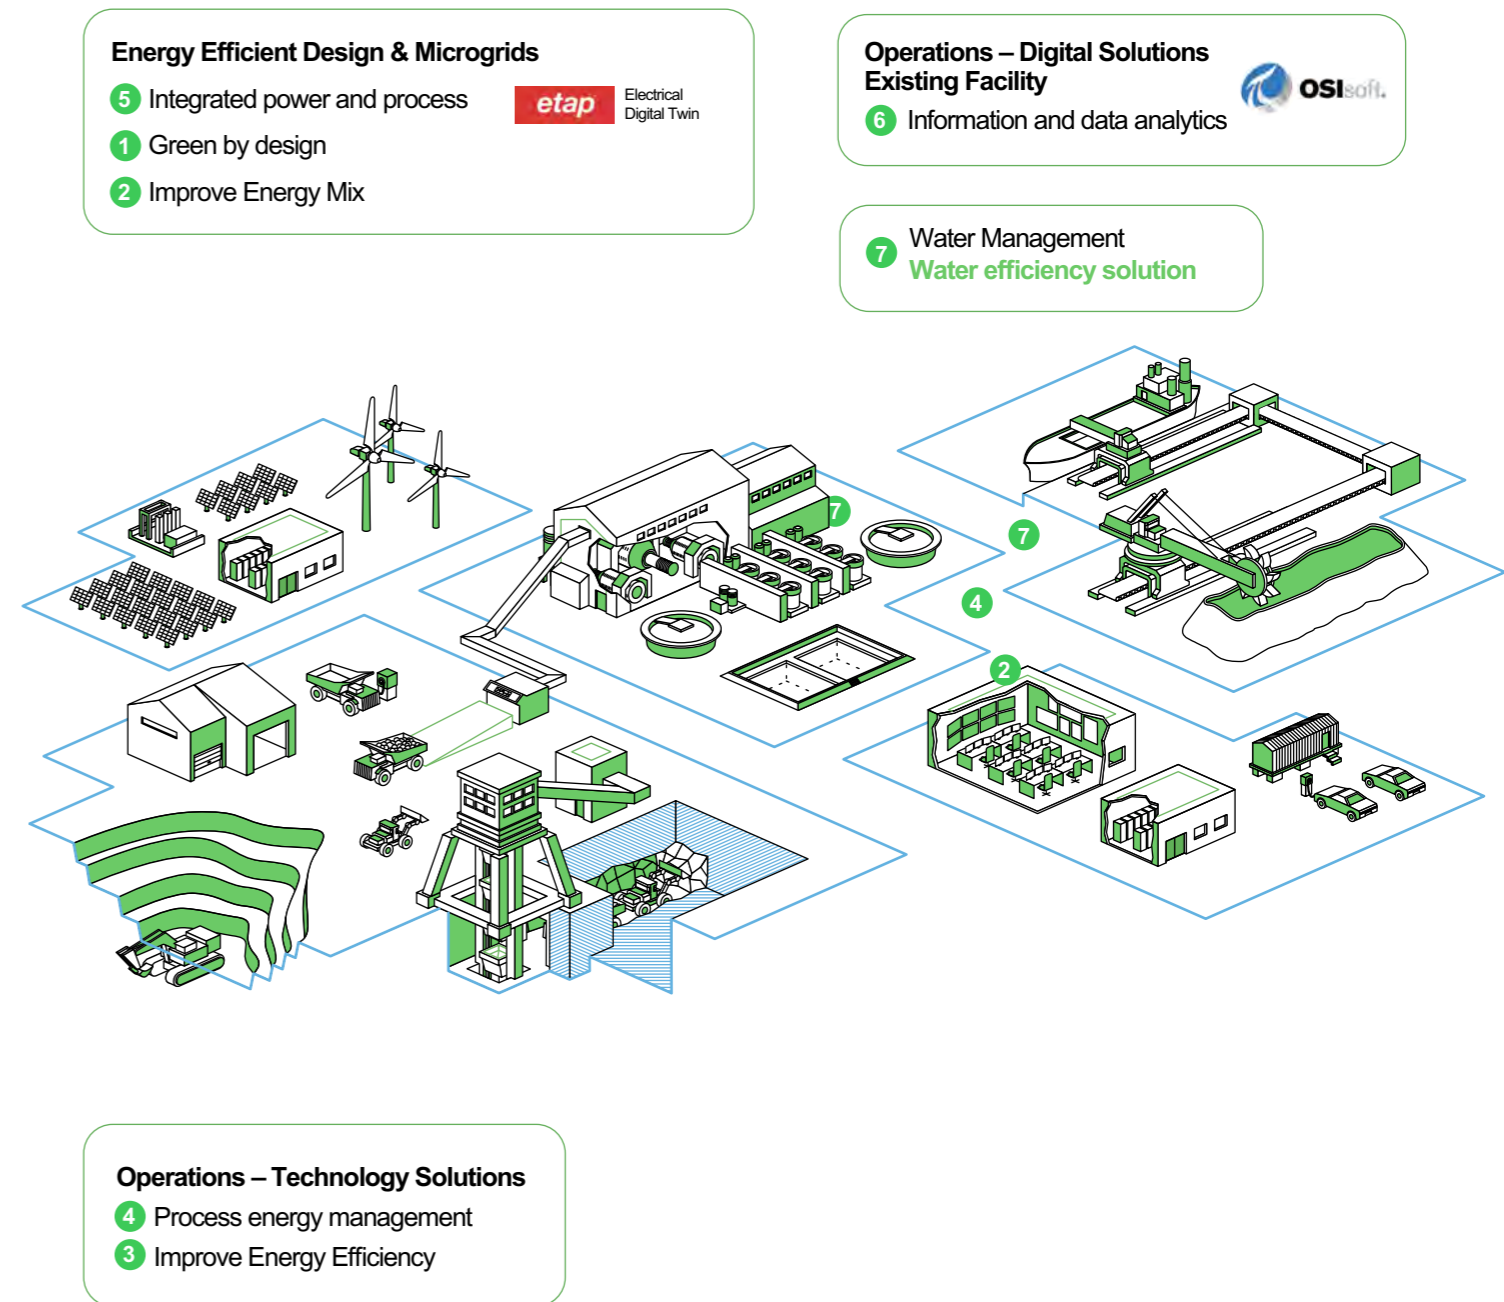 Energy Efficient Design & Microgrids
5 Integrated power and process
etap Electrical
Digital Twin
1 Green by design
2 Improve Energy Mix
Operations – Digital Solutions
Existing Facility
OSIsoft.
6 Information and data analytics
7 Water Management
Water efficiency solution
7
7
4
2
Operations – Technology Solutions
4 Process energy management
3 Improve Energy Efficiency